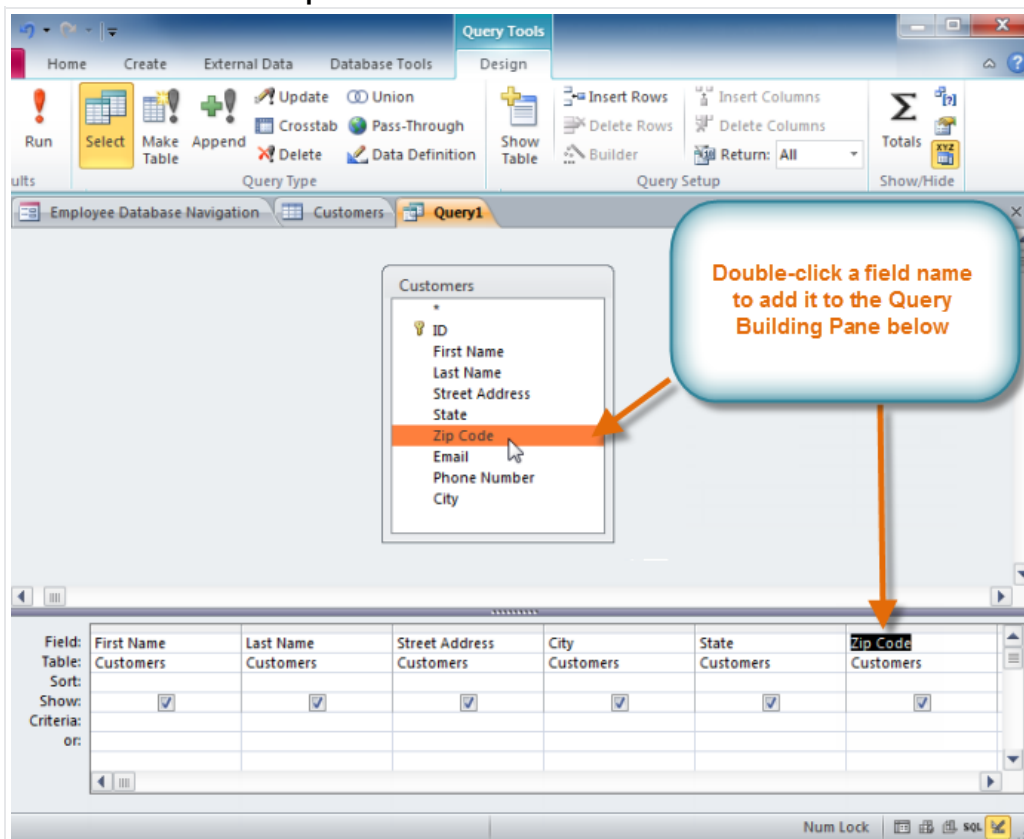 Query Tools
Home Create External Data Database Tools Design
Run
Select
Make Table
Append
Update
Crosstab
Delete
Union
Pass-Through
Data Definition
Show Table
Insert Rows
Delete Rows
Builder
Insert Columns
Delete Columns
Return: All
Totals
XYZ
ults Query Type Query Setup Show/Hide
Employee Database Navigation Customers Query1
Double-click a field name
to add it to the Query
Building Pane below
Customers
*
ID
First Name
Last Name
Street Address
State
Zip Code
Email
Phone Number
City
Field: First Name Last Name Street Address City State Zip Code
Table: Customers Customers Customers Customers Customers Customers
Sort:
Show:
Criteria:
or:
Num Lock SQL